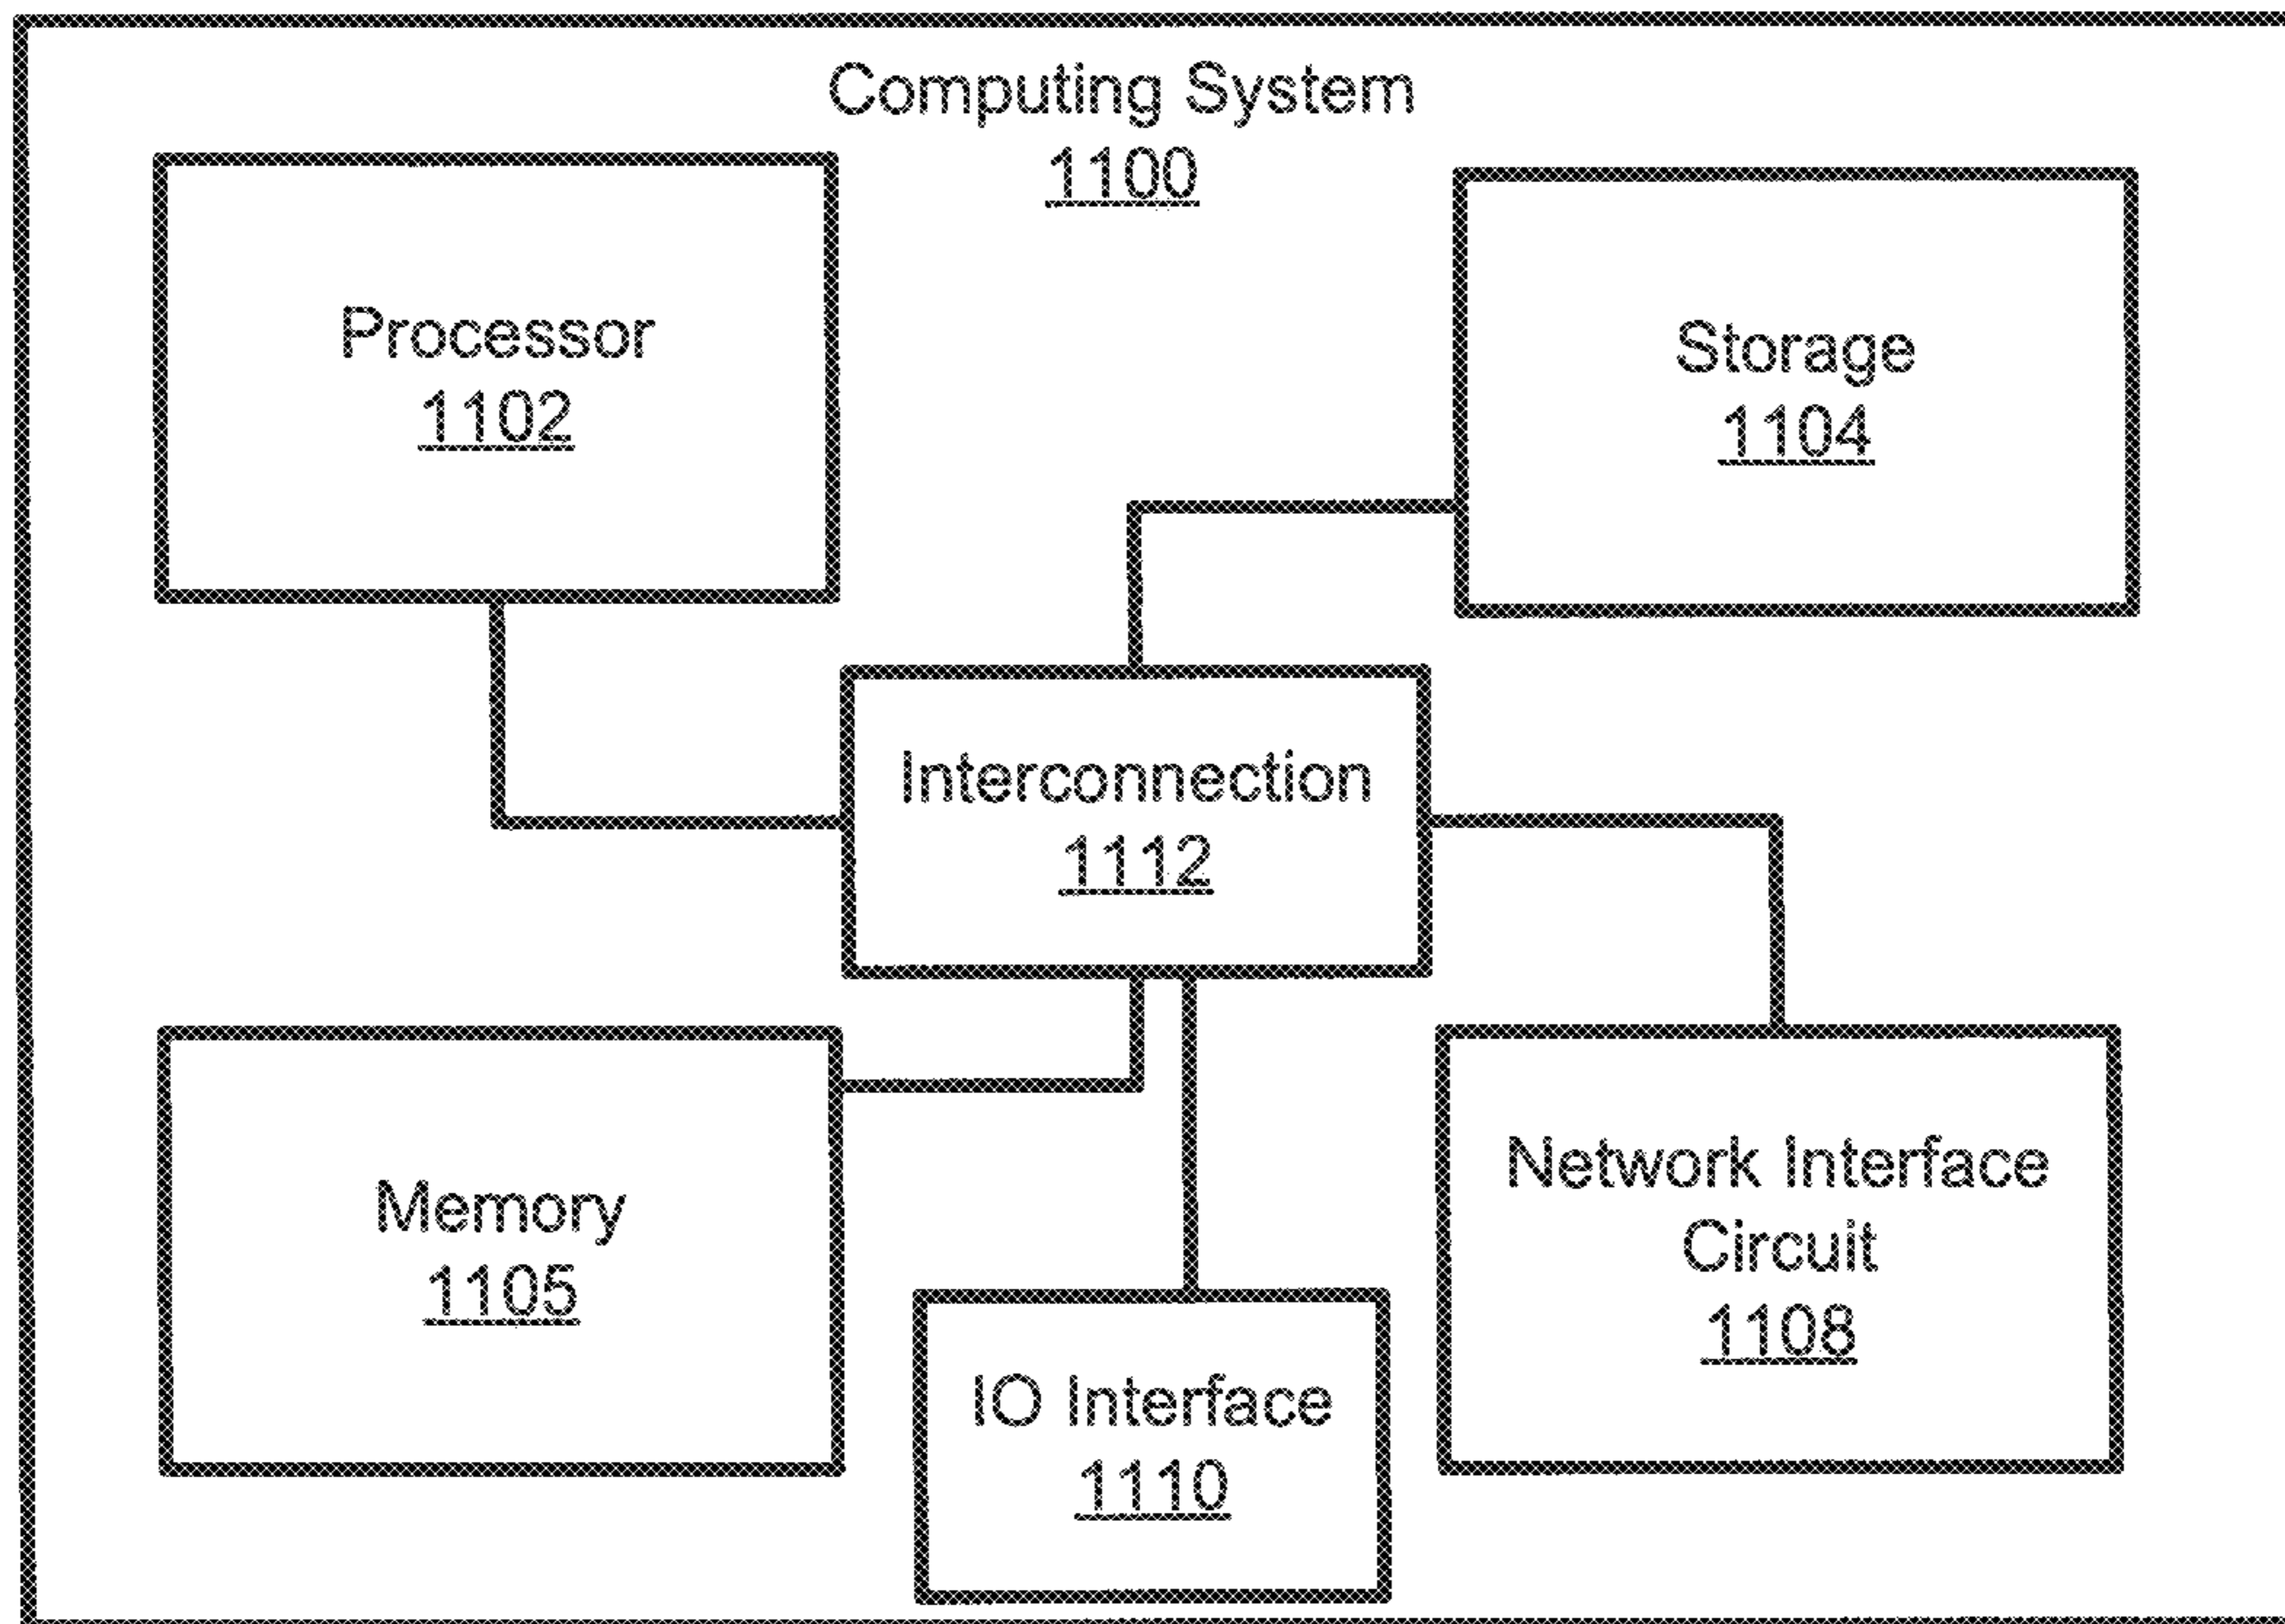 Computing System
1100
Processor
1102
Storage
1104
Interconnection
1112
Memory
1105
Network Interface
Circuit
1108
IO Interface
1110